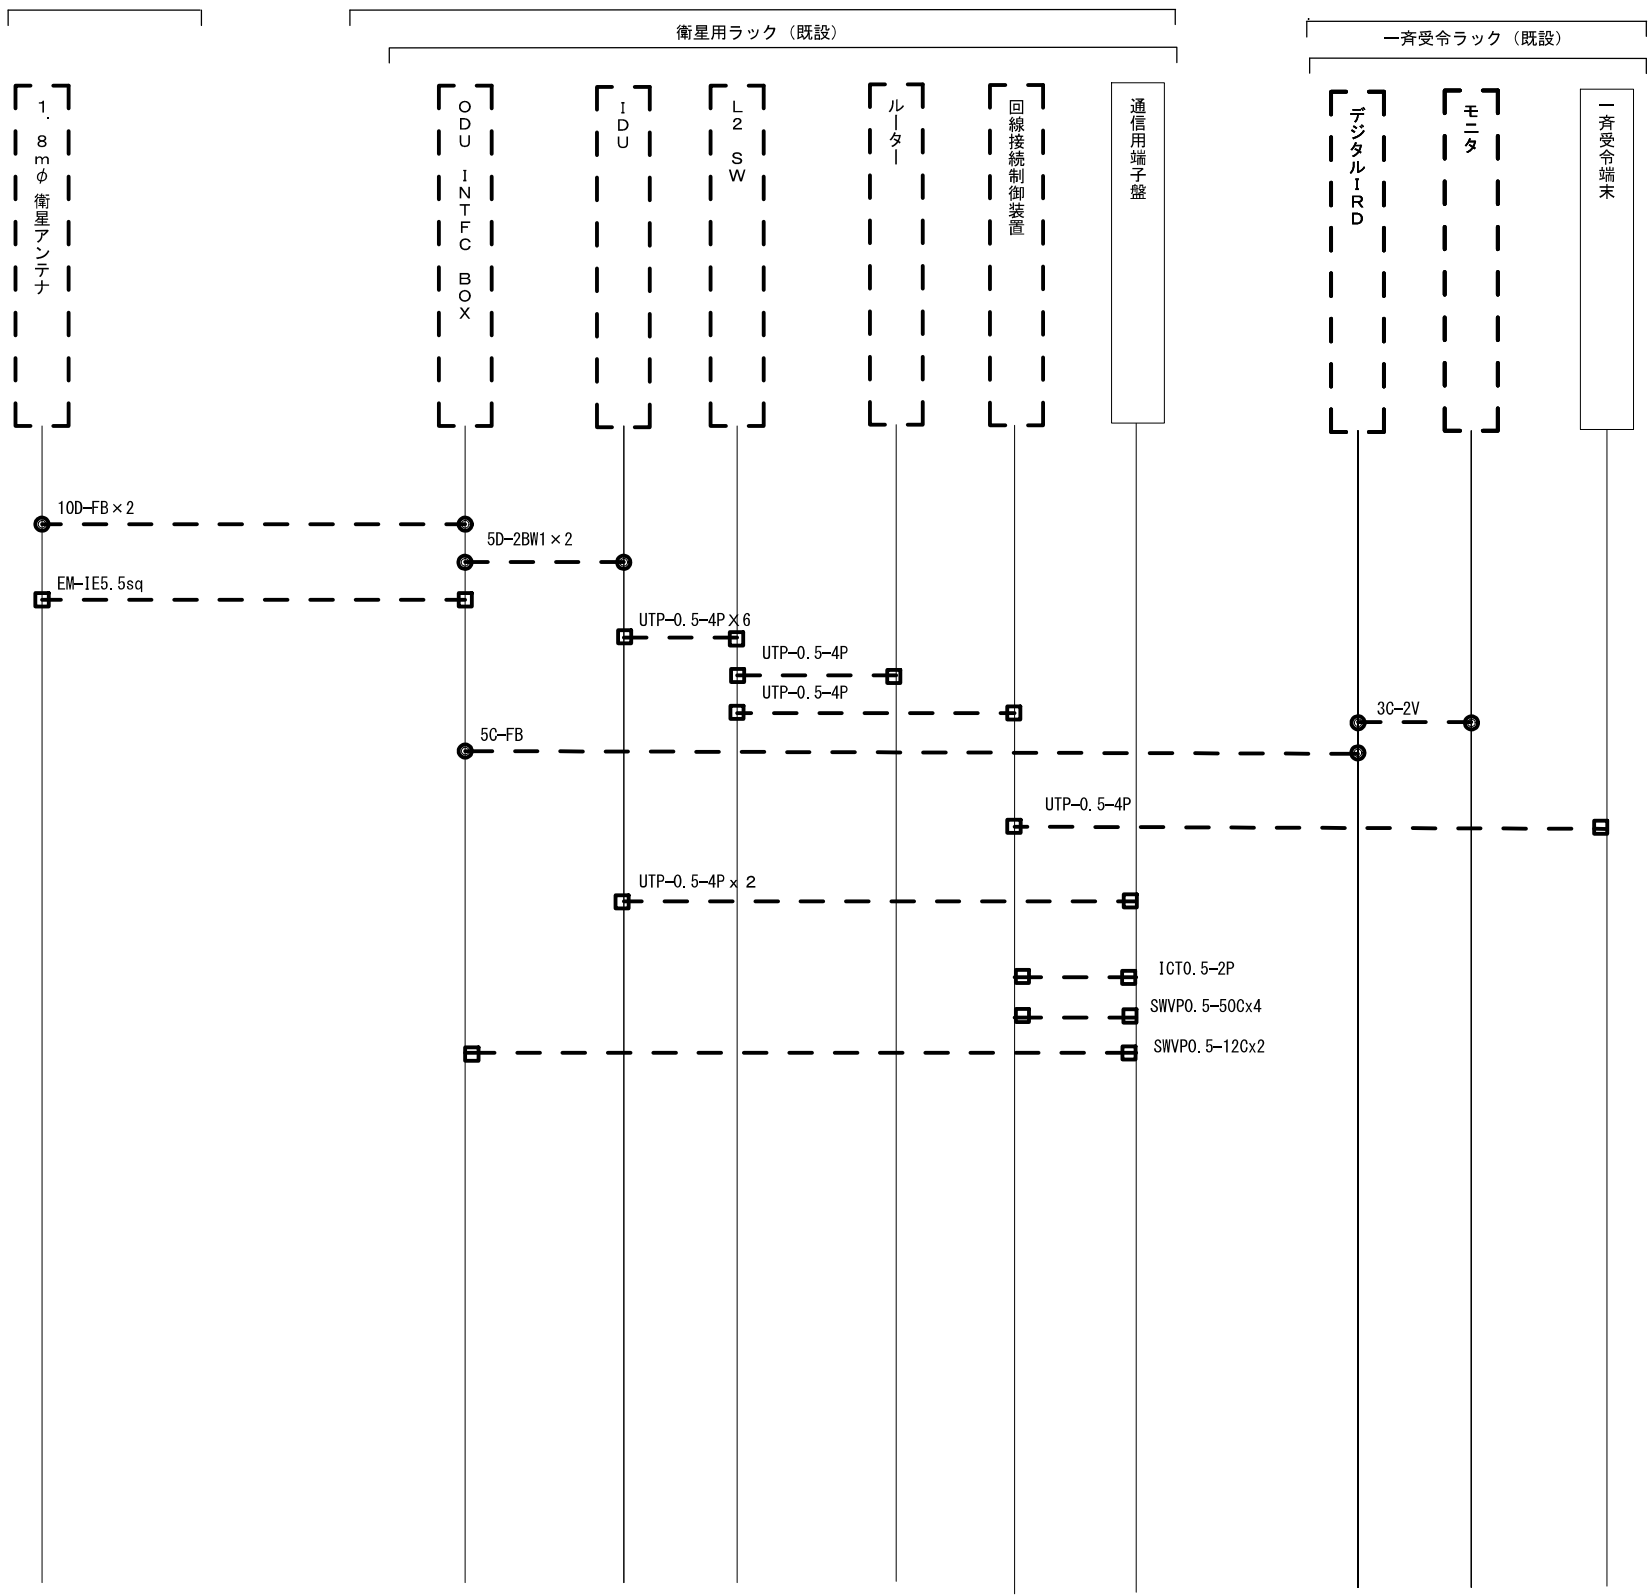 衛星用ラック（既設）
一斉受令ラック（既設）
1.8mφ 衛星アンテナ
ODU INTFC BOX
IDU
L2 SW
ルーター
回線接続制御装置
通信用端子盤
デジタルIRD
モニタ
一斉受令端末
10D-FB×2
5D-2BW1×2
EM-IE5.5sq
UTP-0.5-4P×6
UTP-0.5-4P
UTP-0.5-4P
3C-2V
5C-FB
UTP-0.5-4P
UTP-0.5-4P x 2
ICT0.5-2P
SWVP0.5-50Cx4
SWVP0.5-12Cx2